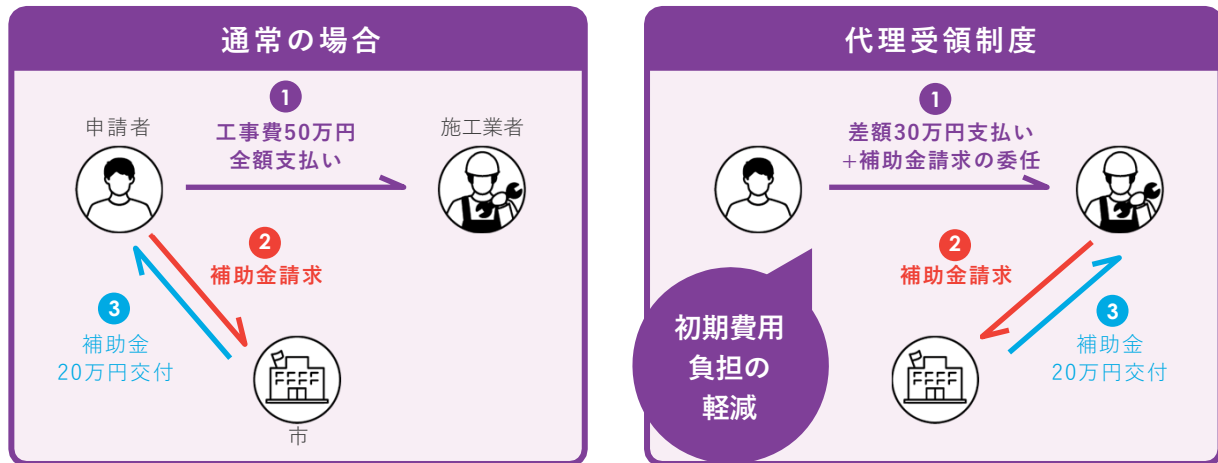 通常の場合
申請者
1
工事費50万円
全額支払い
施工業者
2
補助金請求
3
補助金
20万円交付
市
代理受領制度
1
差額30万円支払い
+補助金請求の委任
2
補助金請求
3
補助金
20万円交付
初期費用
負担の
軽減